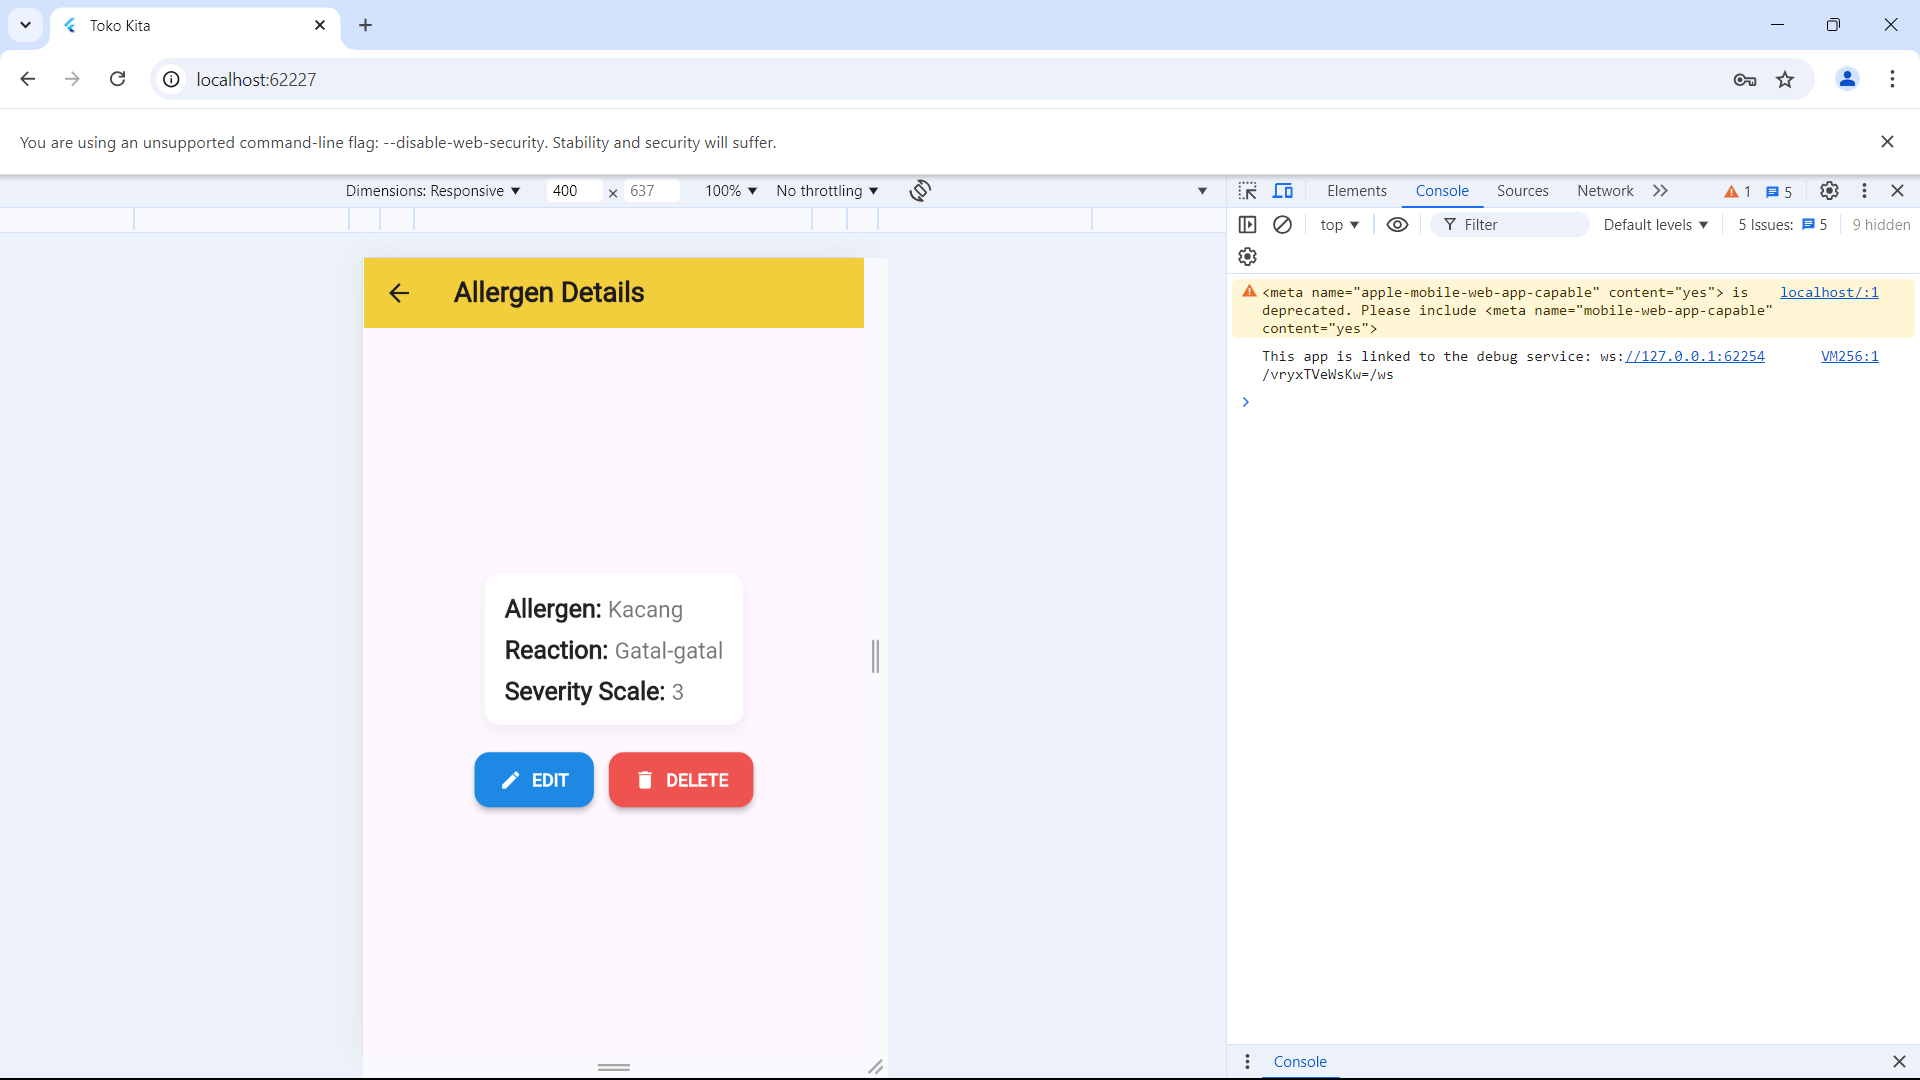 Toko Kita
localhost:62227
You are using an unsupported command-line flag: --disable-web-security. Stability and security will suffer.
Dimensions: Responsive 400 × 637 100% No throttling
Elements Console Sources Network 1 5
top Filter Default levels 5 Issues: 5 9 hidden
Allergen Details
Allergen: Kacang
Reaction: Gatal-gatal
Severity Scale: 3
EDIT DELETE
<meta name="apple-mobile-web-app-capable" content="yes"> is localhost/:1
deprecated. Please include <meta name="mobile-web-app-capable"
content="yes">
This app is linked to the debug service: ws://127.0.0.1:62254 VM256:1
/vryxTVeWsKw=/ws
Console